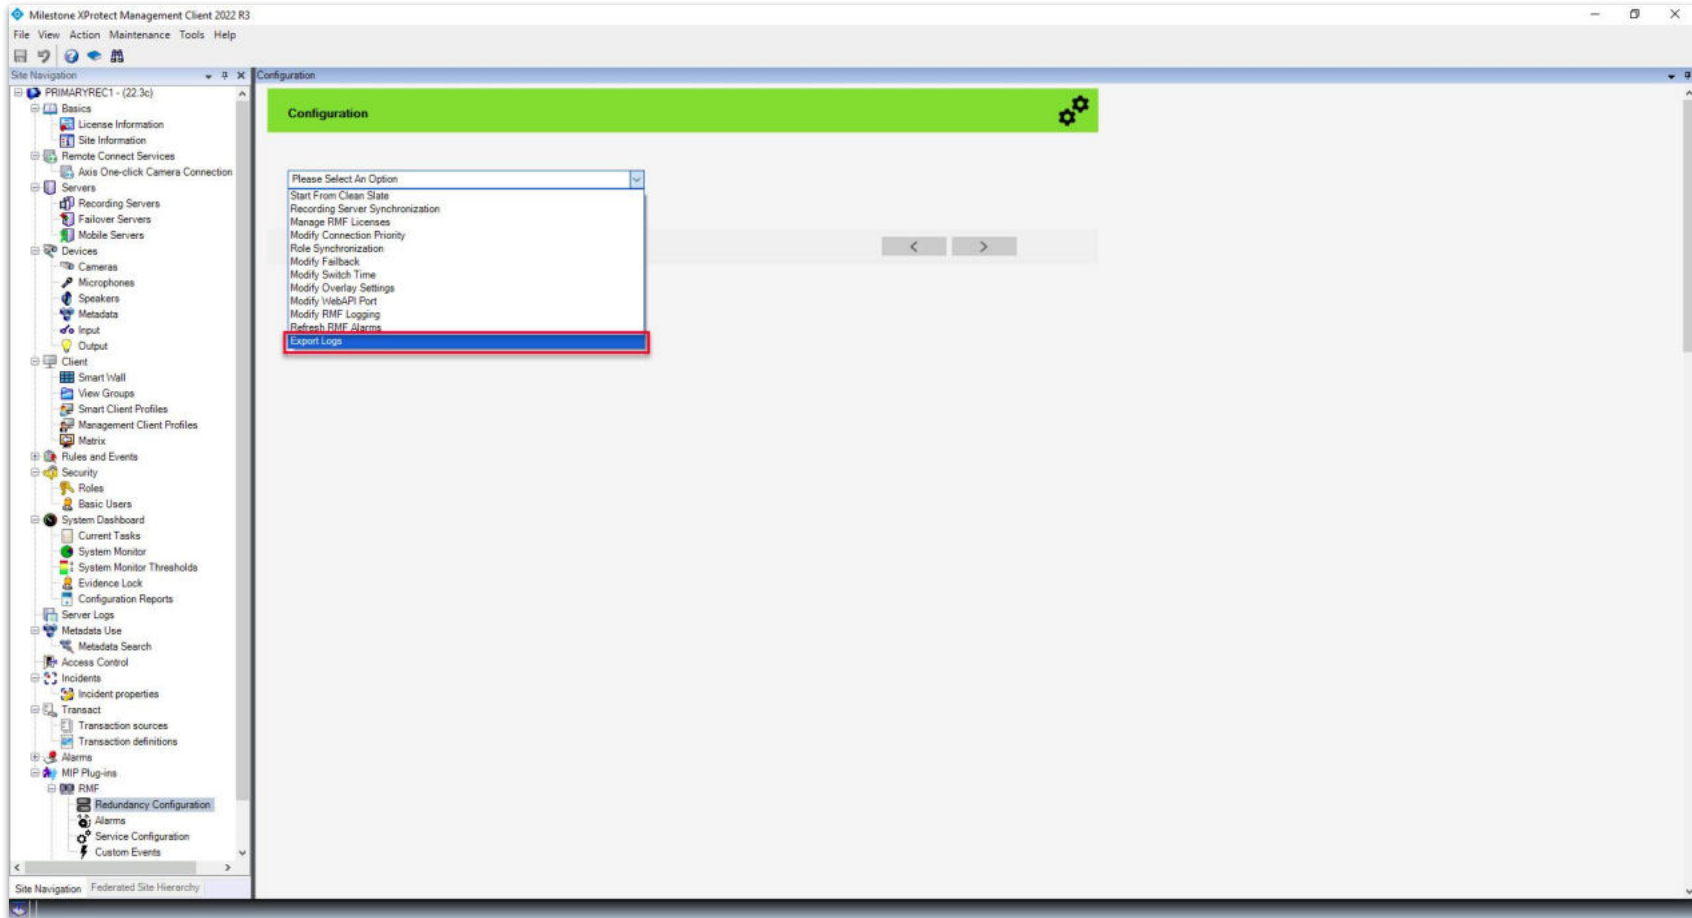 Milestone XProtect Management Client 2022 R3
File View Action Maintenance Tools Help
Site Navigation
Configuration
PRIMARYREC1 - (22.3c)
Basics
License Information
Site Information
Remote Connect Services
Axis One-click Camera Connection
Servers
Recording Servers
Failover Servers
Mobile Servers
Devices
Cameras
Microphones
Speakers
Metadata
Input
Output
Client
Smart Wall
View Groups
Smart Client Profiles
Management Client Profiles
Matrix
Rules and Events
Security
Roles
Basic Users
System Dashboard
Current Tasks
System Monitor
System Monitor Thresholds
Evidence Lock
Configuration Reports
Server Logs
Metadata Use
Metadata Search
Access Control
Incidents
Incident properties
Transact
Transaction sources
Transaction definitions
Alarms
MIP Plug-ins
RMF
Redundancy Configuration
Alarms
Service Configuration
Custom Events
Site Navigation Federated Site Hierarchy
Configuration
Please Select An Option
Start From Clean Slate
Recording Server Synchronization
Manage RMF Licenses
Modify Connection Priority
Role Synchronization
Modify Failback
Modify Switch Time
Modify Overlay Settings
Modify WebAPI Port
Modify RMF Logging
Refresh RMF Alarms
Export Logs
< >